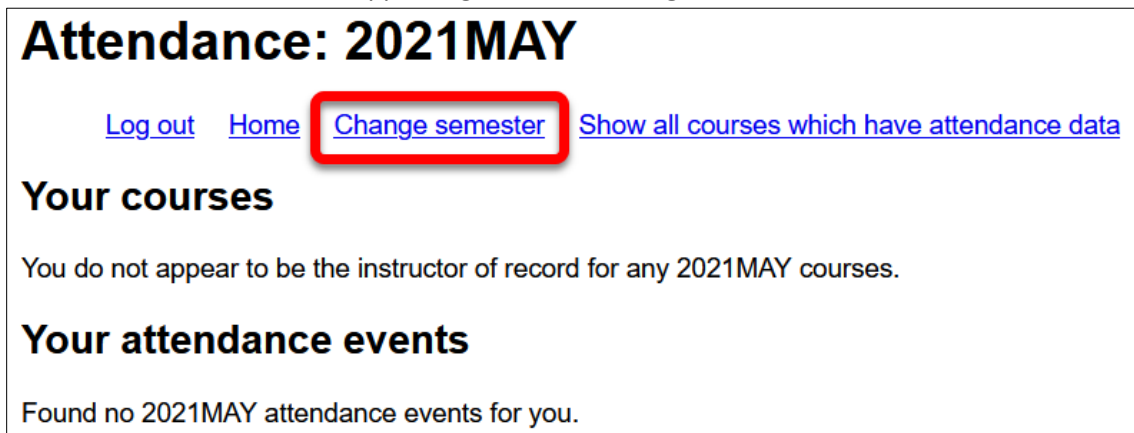 Attendance: 2021MAY
Log out Home Change semester Show all courses which have attendance data
Your courses
You do not appear to be the instructor of record for any 2021MAY courses.
Your attendance events
Found no 2021MAY attendance events for you.